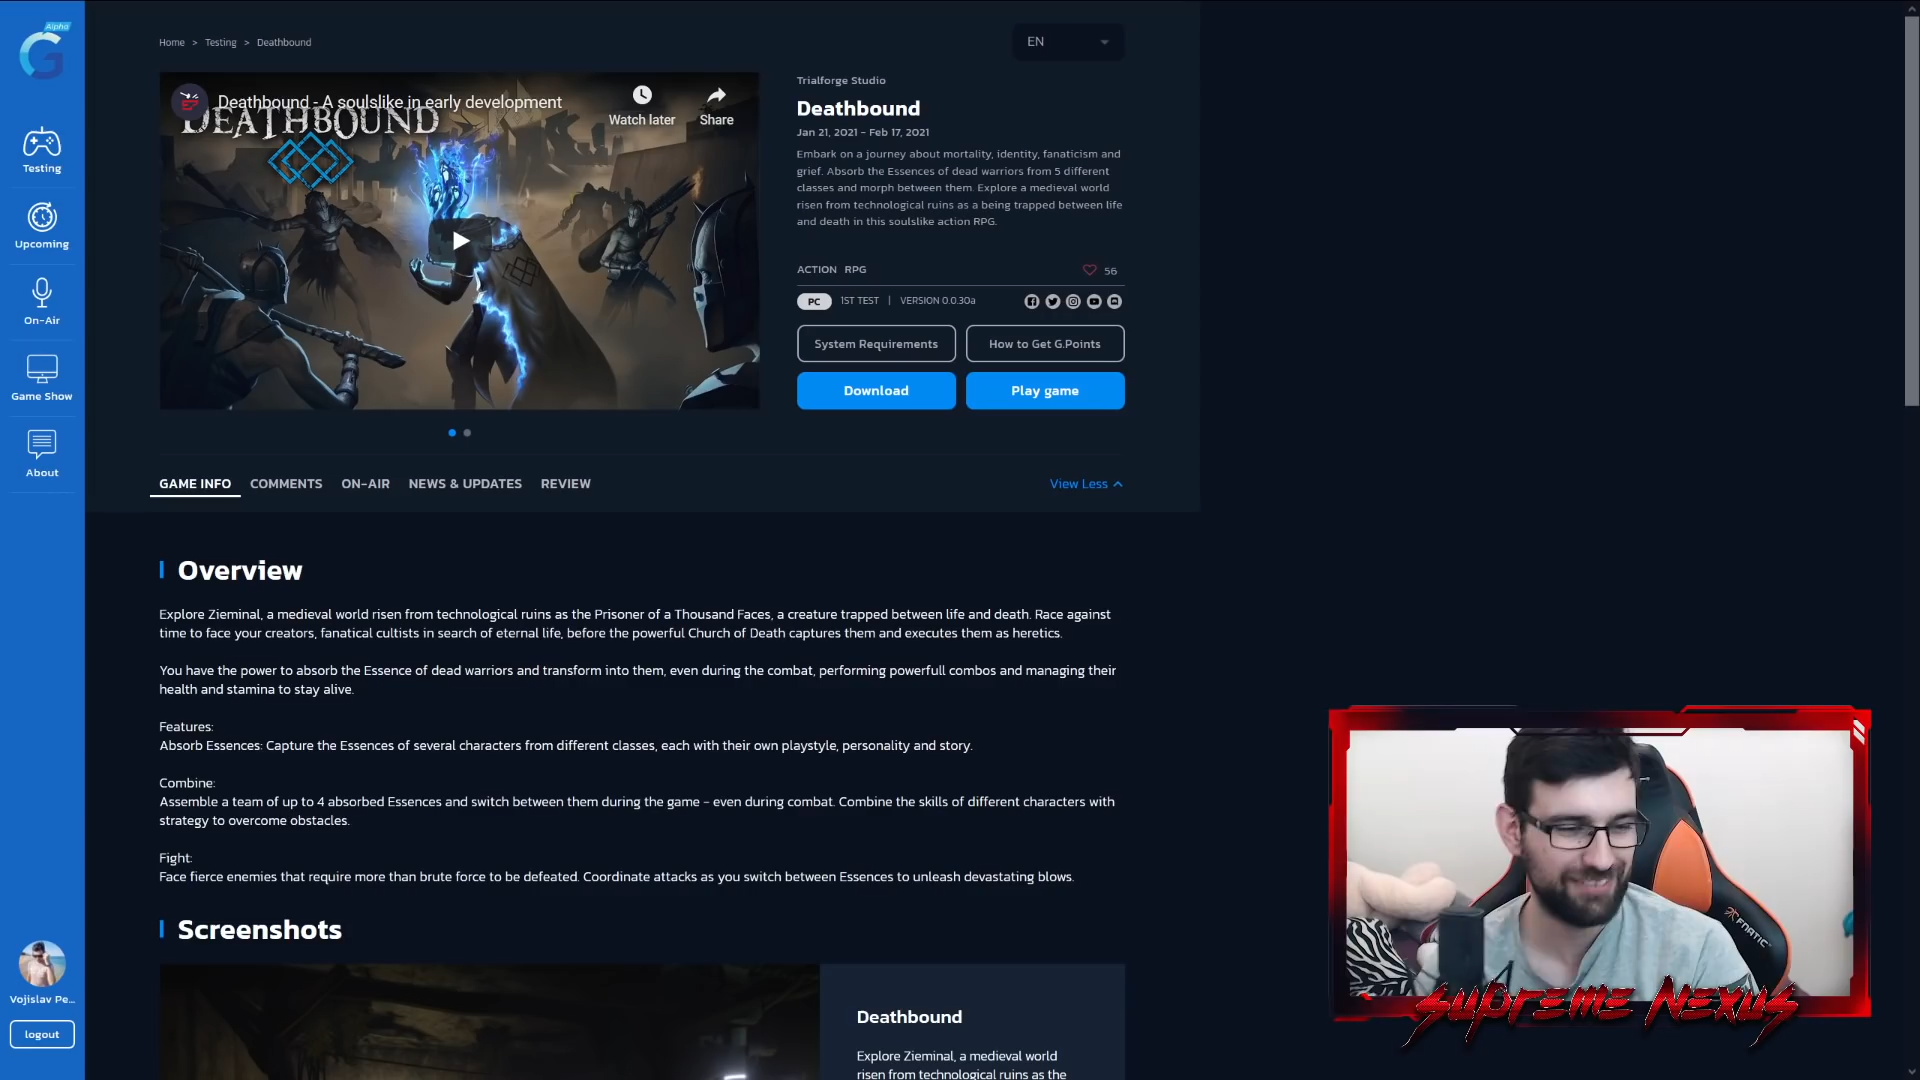 Alpha
G
Testing
Upcoming
On-Air
Game Show
About
Vojislav Pe...
logout
Home > Testing > Deathbound
EN
Deathbound - A soulslike in early development
DEATHBOUND
Watch later
Share
Trialforge Studio
Deathbound
Jan 21, 2021 - Feb 17, 2021
Embark on a journey about mortality, identity, fanaticism and
grief. Absorb the Essences of dead warriors from 5 different
classes and morph between them. Explore a medieval world
risen from technological ruins as a being trapped between life
and death in this soulslike action RPG.
ACTION RPG
56
PC 1ST TEST | VERSION 0.0.30a
System Requirements
How to Get G.Points
Download
Play game
GAME INFO COMMENTS ON-AIR NEWS & UPDATES REVIEW
View Less
Overview
Explore Zieminal, a medieval world risen from technological ruins as the Prisoner of a Thousand Faces, a creature trapped between life and death. Race against
time to face your creators, fanatical cultists in search of eternal life, before the powerful Church of Death captures them and executes them as heretics.
You have the power to absorb the Essence of dead warriors and transform into them, even during the combat, performing powerfull combos and managing their
health and stamina to stay alive.
Features:
Absorb Essences: Capture the Essences of several characters from different classes, each with their own playstyle, personality and story.
Combine:
Assemble a team of up to 4 absorbed Essences and switch between them during the game - even during combat. Combine the skills of different characters with
strategy to overcome obstacles.
Fight:
Face fierce enemies that require more than brute force to be defeated. Coordinate attacks as you switch between Essences to unleash devastating blows.
Screenshots
Deathbound
Explore Zieminal, a medieval world
risen from technological ruins as the
FNATIC
SUPREME NEXUS